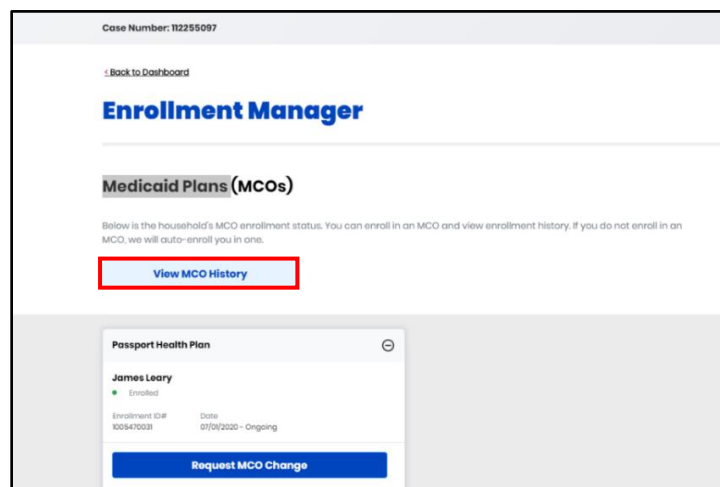 Case Number: 112255097
< Back to Dashboard
Enrollment Manager
Medicaid Plans (MCOs)
Below is the household's MCO enrollment status. You can enroll in an MCO and view enrollment history. If you do not enroll in an
MCO, we will auto-enroll you in one.
View MCO History
Passport Health Plan
James Leary
Enrolled
Enrollment ID# Date
1005470031 07/01/2020 - Ongoing
Request MCO Change